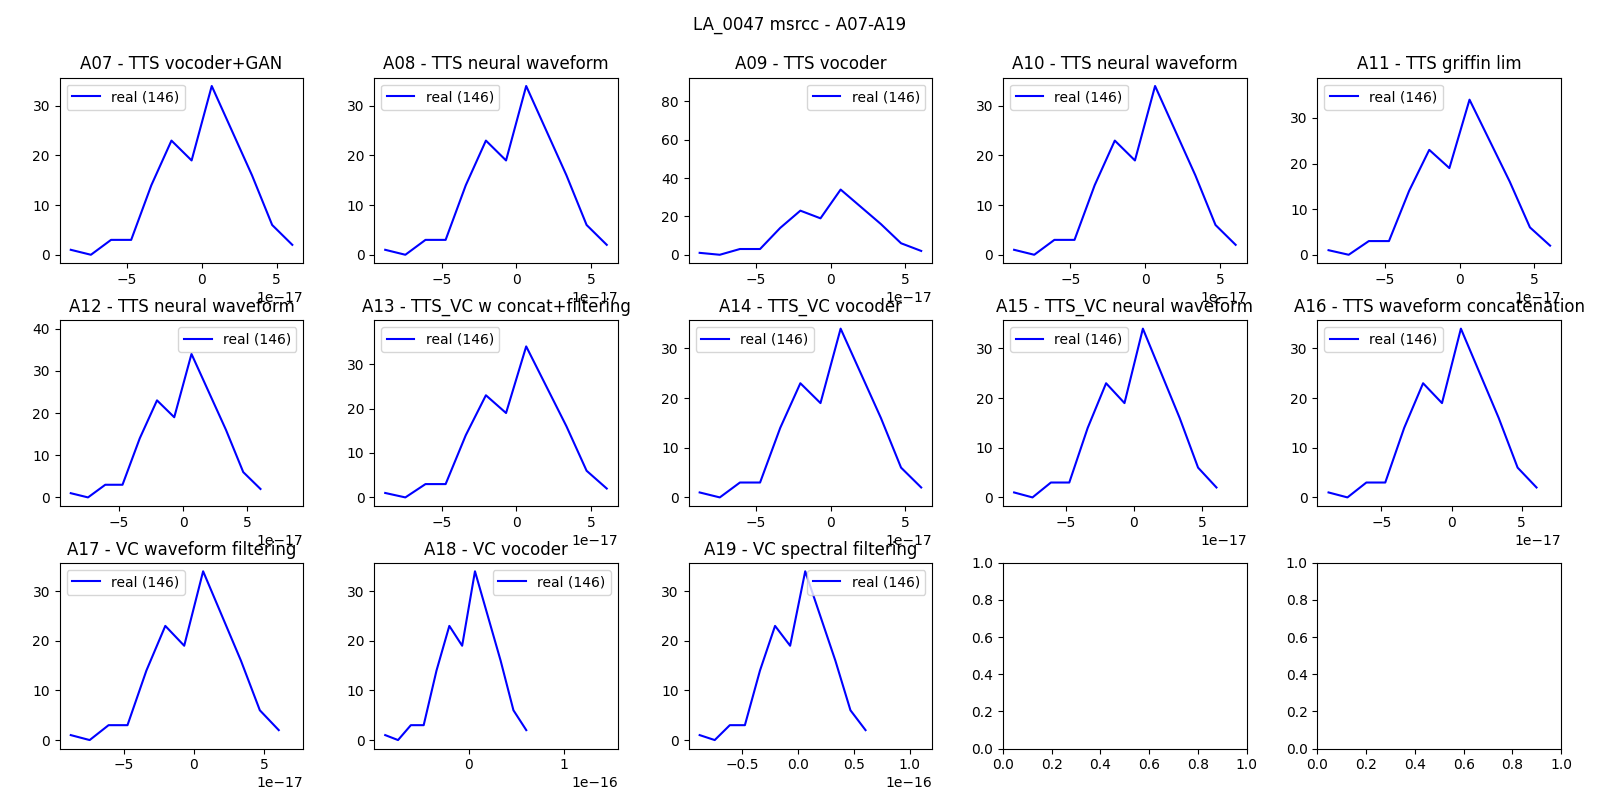 LA_0047 msrcc - A07-A19
A07 - TTS vocoder+GAN
real (146)
30
20
10
0
−5
0
5
1e−17
A08 - TTS neural waveform
real (146)
30
20
10
0
−5
0
5
1e−17
A09 - TTS vocoder
real (146)
80
60
40
20
0
−5
0
5
1e−17
A10 - TTS neural waveform
real (146)
30
20
10
0
−5
0
5
1e−17
A11 - TTS griffin lim
real (146)
30
20
10
0
−5
0
5
1e−17
A12 - TTS neural waveform
real (146)
40
30
20
10
0
−5
0
5
1e−17
A13 - TTS_VC w concat+filtering
real (146)
30
20
10
0
−5
0
5
1e−17
A14 - TTS_VC vocoder
real (146)
30
20
10
0
−5
0
5
1e−17
A15 - TTS_VC neural waveform
real (146)
30
20
10
0
−5
0
5
1e−17
A16 - TTS waveform concatenation
real (146)
30
20
10
0
−5
0
5
1e−17
A17 - VC waveform filtering
real (146)
30
20
10
0
−5
0
5
1e−17
A18 - VC vocoder
real (146)
30
20
10
0
0
1
1e−16
A19 - VC spectral filtering
real (146)
30
20
10
0
−0.5
0.0
0.5
1.0
1e−16
1.0
0.8
0.6
0.4
0.2
0.0
0.0
0.2
0.4
0.6
0.8
1.0
1.0
0.8
0.6
0.4
0.2
0.0
0.0
0.2
0.4
0.6
0.8
1.0